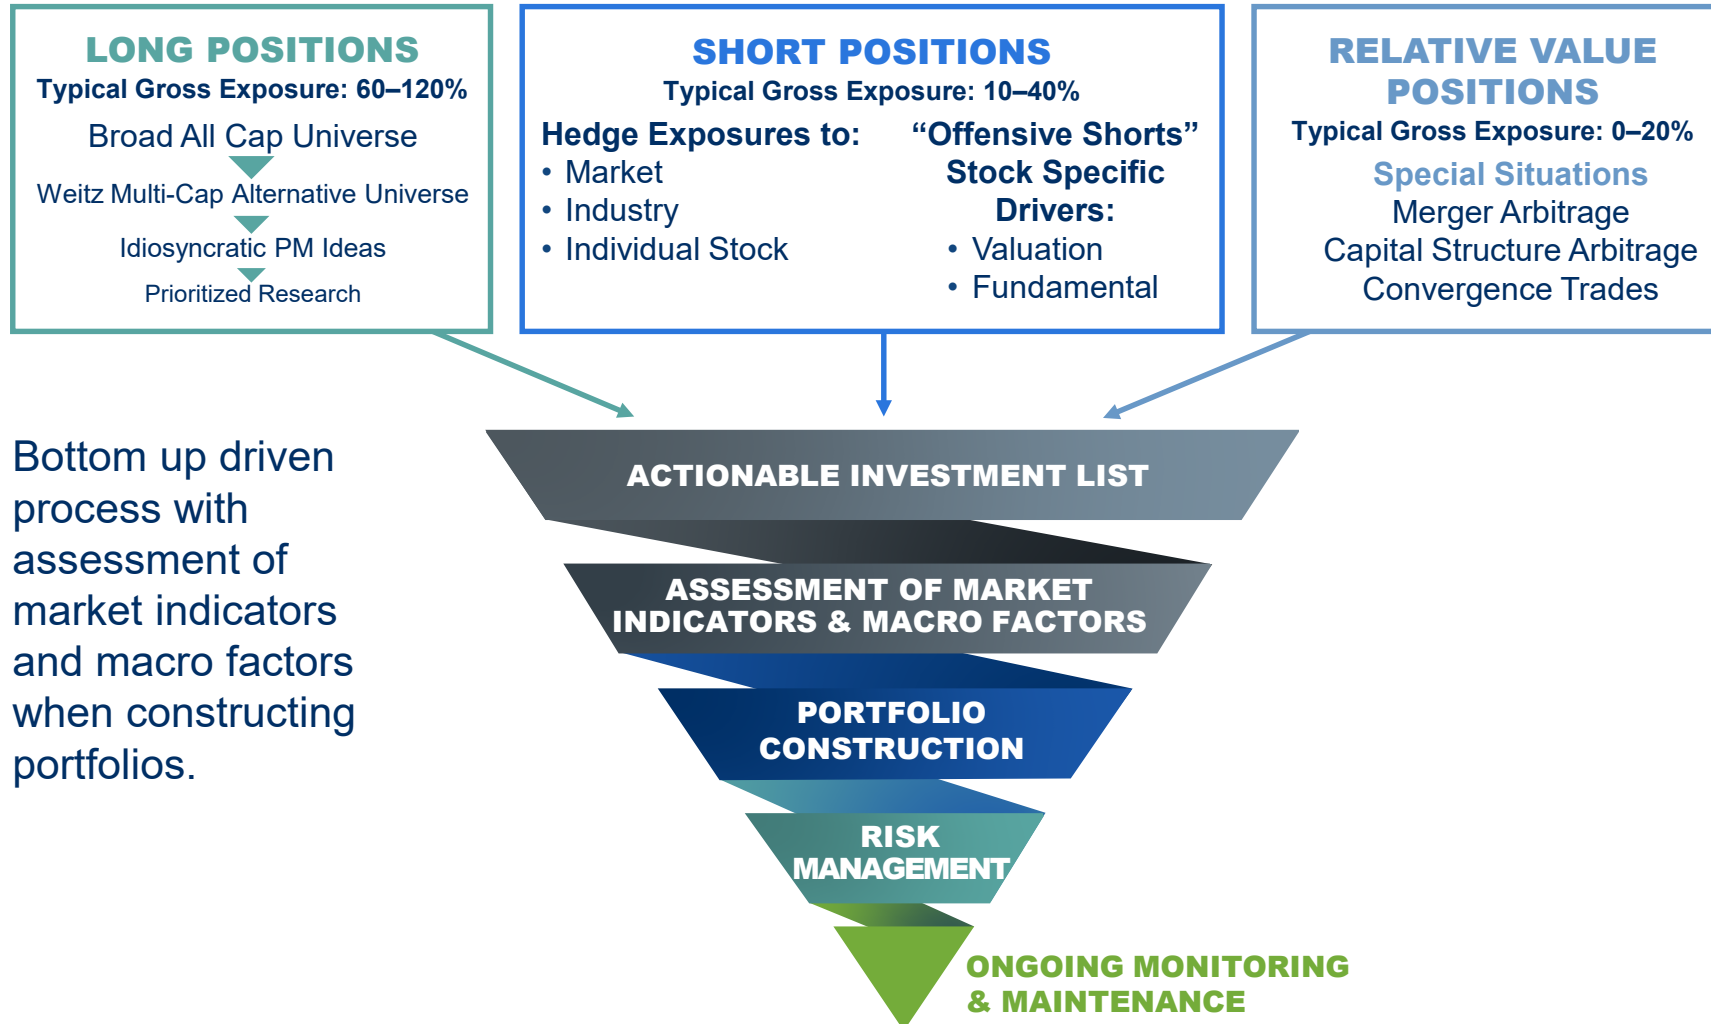 LONG POSITIONS
Typical Gross Exposure: 60–120%
Broad All Cap Universe
Weitz Multi-Cap Alternative Universe
Idiosyncratic PM Ideas
Prioritized Research
SHORT POSITIONS
Typical Gross Exposure: 10–40%
Hedge Exposures to:
• Market
• Industry
• Individual Stock
“Offensive Shorts”
Stock Specific
Drivers:
• Valuation
• Fundamental
RELATIVE VALUE
POSITIONS
Typical Gross Exposure: 0–20%
Special Situations
Merger Arbitrage
Capital Structure Arbitrage
Convergence Trades
Bottom up driven
process with
assessment of
market indicators
and macro factors
when constructing
portfolios.
ACTIONABLE INVESTMENT LIST
ASSESSMENT OF MARKET
INDICATORS & MACRO FACTORS
PORTFOLIO
CONSTRUCTION
RISK
MANAGEMENT
ONGOING MONITORING
& MAINTENANCE